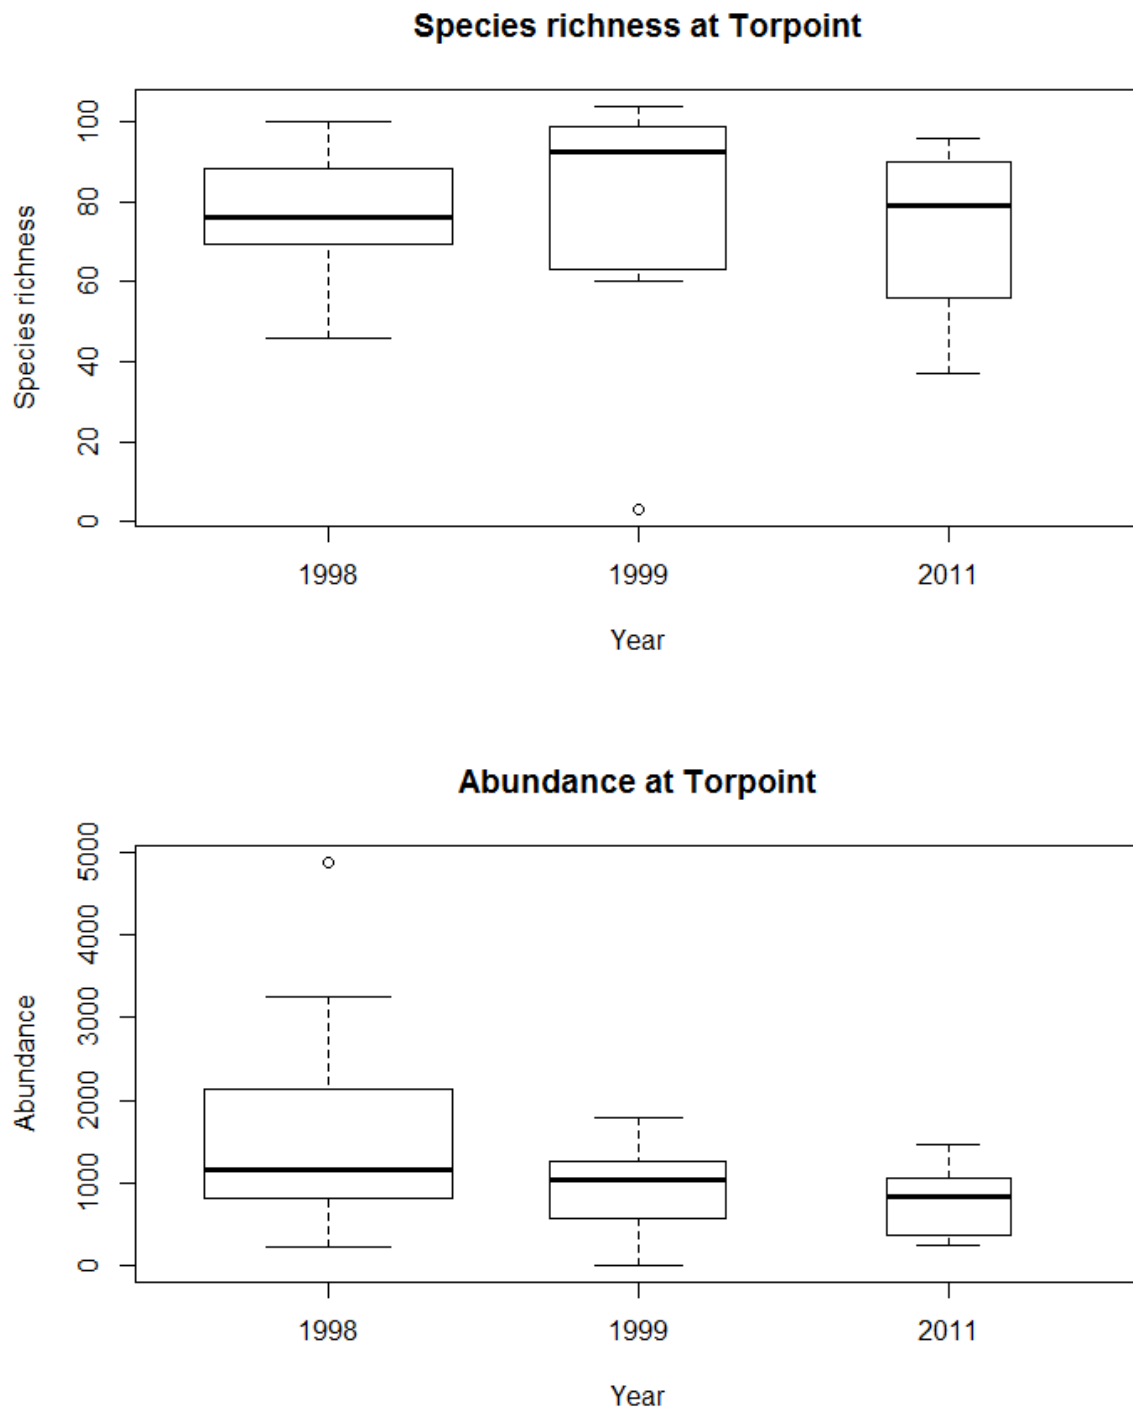 Species richness at Torpoint
Species richness
100
80
60
40
20
0
1998 1999 2011
Year
Abundance at Torpoint
Abundance
5000
4000
3000
2000
1000
0
1998 1999 2011
Year